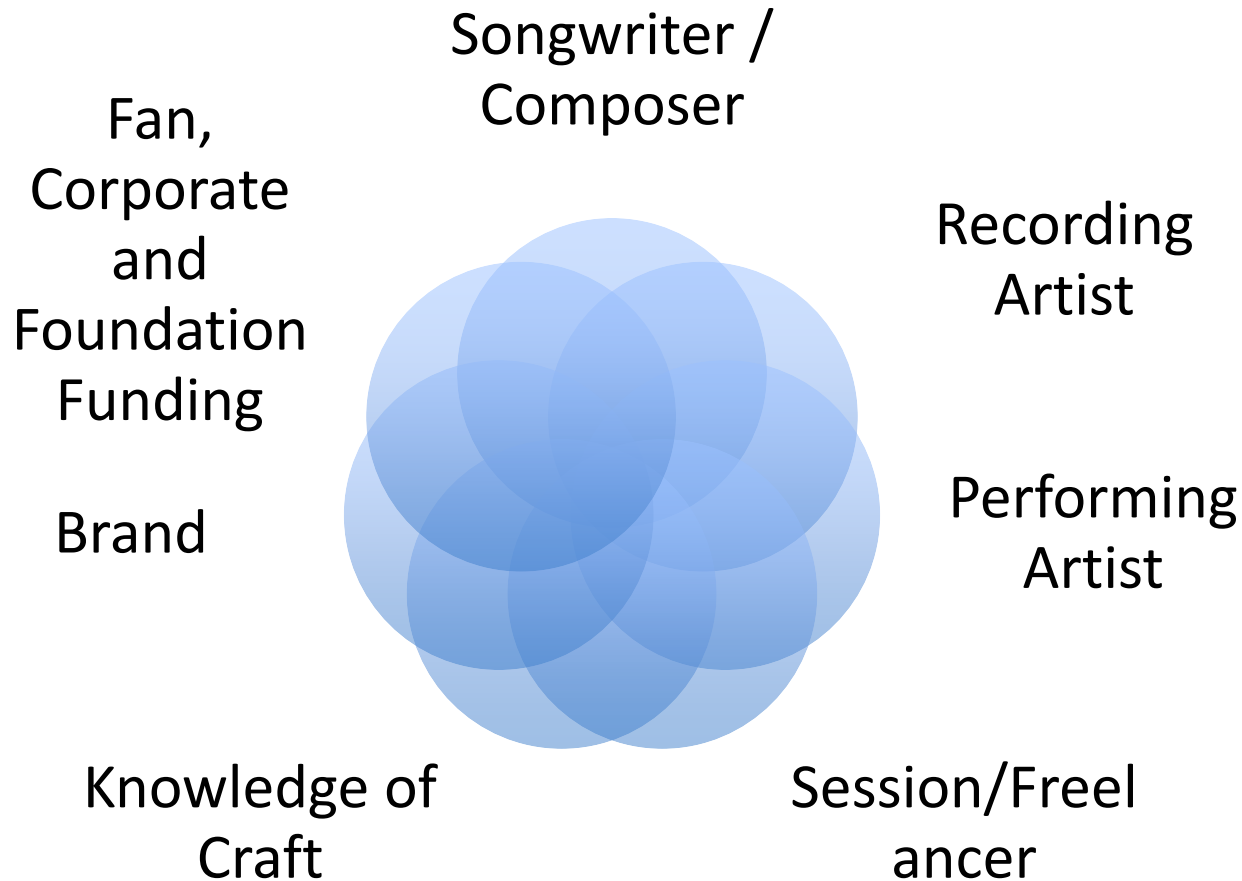 Songwriter /
Composer
Recording
Artist
Performing
Artist
Session/Freel
ancer
Knowledge of
Craft
Brand
Fan,
Corporate
and
Foundation
Funding